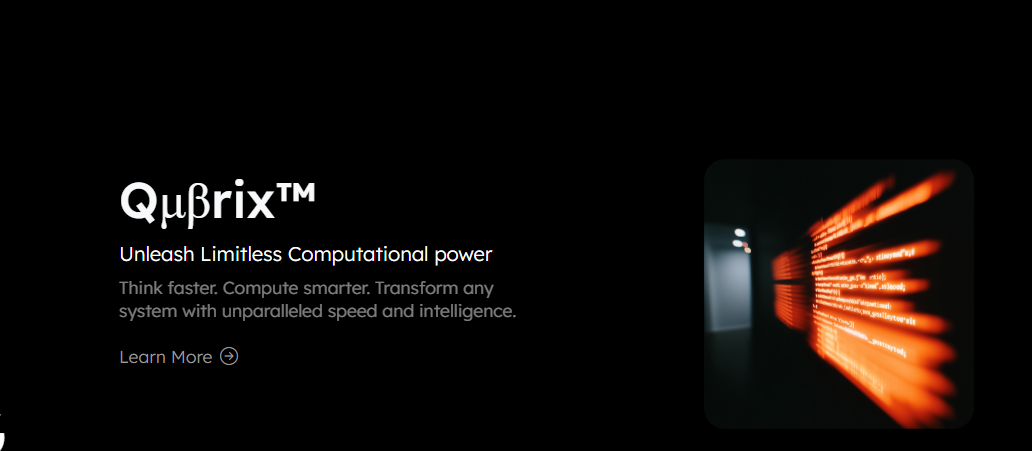 Qμβrix™
Unleash Limitless Computational power
Think faster. Compute smarter. Transform any
system with unparalleled speed and intelligence.
Learn More